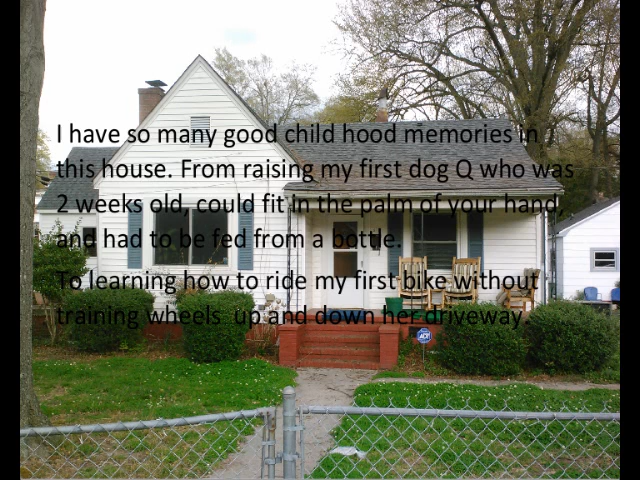 I have so many good child hood memories in
this house. From raising my first dog Q who was
2 weeks old, could fit in the palm of your hand,
and had to be fed from a bottle.
To learning how to ride my first bike without
training wheels  up and down her driveway.
ADT